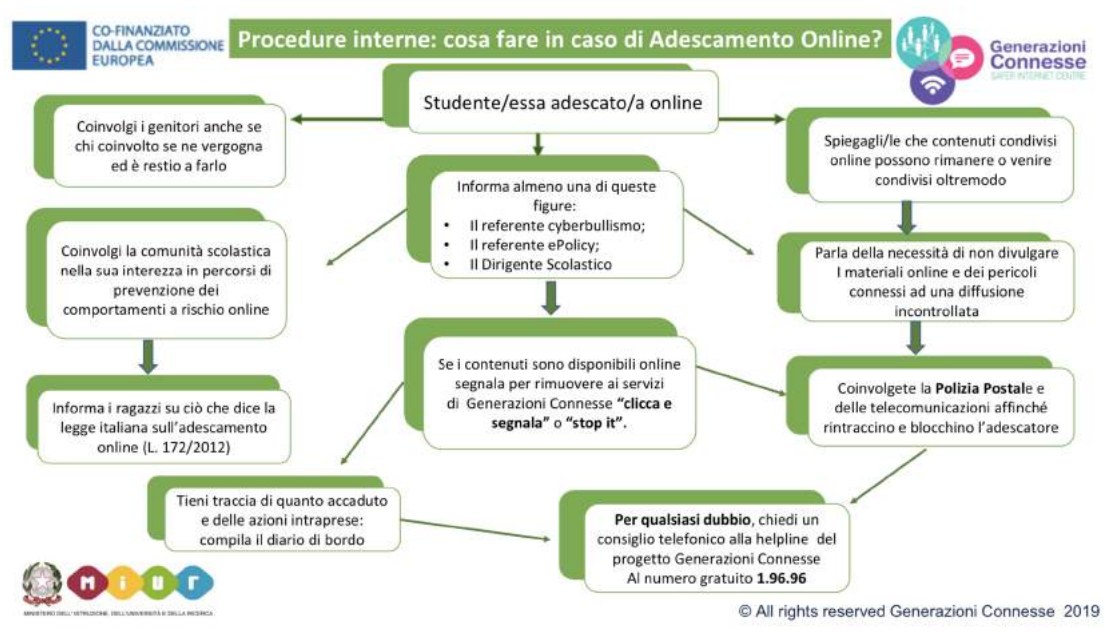 CO-FINANZIATO
DALLA COMMISSIONE
EUROPEA
Procedure interne: cosa fare in caso di Adescamento Online?
Generazioni
Connesse
SAFER INTERNET CENTRE
Studente/essa adescato/a online
Coinvolgi i genitori anche se
chi coinvolto se ne vergogna
ed è restio a farlo
Spiegagli/le che contenuti condivisi
online possono rimanere o venire
condivisi oltremodo
Informa almeno una di queste
figure:
• Il referente cyberbullismo;
• Il referente ePolicy;
• Il Dirigente Scolastico
Coinvolgi la comunità scolastica
nella sua interezza in percorsi di
prevenzione dei
comportamenti a rischio online
Parla della necessità di non divulgare
I materiali online e dei pericoli
connessi ad una diffusione
incontrollata
Se i contenuti sono disponibili online
segnala per rimuovere ai servizi
di Generazioni Connesse “clicca e
segnala” o “stop it”.
Informa i ragazzi su ciò che dice la
legge italiana sull’adescamento
online (L. 172/2012)
Coinvolgete la Polizia Postale e
delle telecomunicazioni affinché
rintraccino e blocchino l’adescatore
Tieni traccia di quanto accaduto
e delle azioni intraprese:
compila il diario di bordo
Per qualsiasi dubbio, chiedi un
consiglio telefonico alla helpline del
progetto Generazioni Connesse
Al numero gratuito 1.96.96
MiUr
MINISTERO DELL'ISTRUZIONE, DELL'UNIVERSITÀ E DELLA RICERCA
© All rights reserved Generazioni Connesse 2019